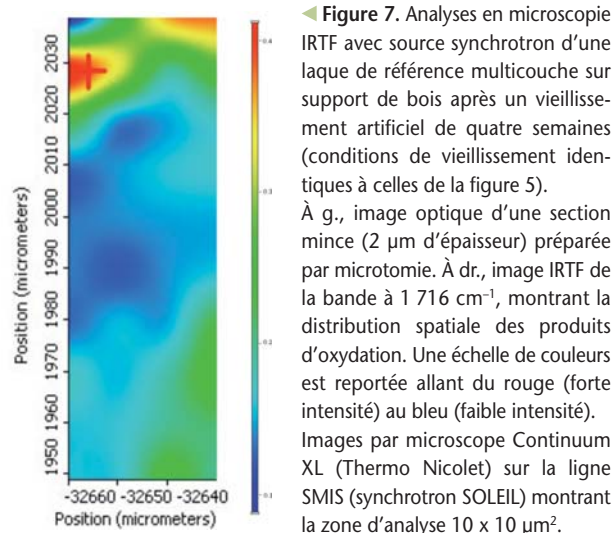 ◄ Figure 7. Analyses en microscopie
IRTF avec source synchrotron d'une
laque de référence multicouche sur
support de bois après un vieillisse-
ment artificiel de quatre semaines
(conditions de vieillissement iden-
tiques à celles de la figure 5).
À g., image optique d'une section
mince (2 μm d'épaisseur) préparée
par microtomie. À dr., image IRTF de
la bande à 1 716 cm⁻¹, montrant la
distribution spatiale des produits
d'oxydation. Une échelle de couleurs
est reportée allant du rouge (forte
intensité) au bleu (faible intensité).
Images par microscope Continuum
XL (Thermo Nicolet) sur la ligne
SMIS (synchrotron SOLEIL) montrant
la zone d'analyse 10 x 10 μm².
Position (micrometers)
2030
2020
2010
2000
1990
1980
1970
1960
1950
-32660 -32650 -32640
Position (micrometers)